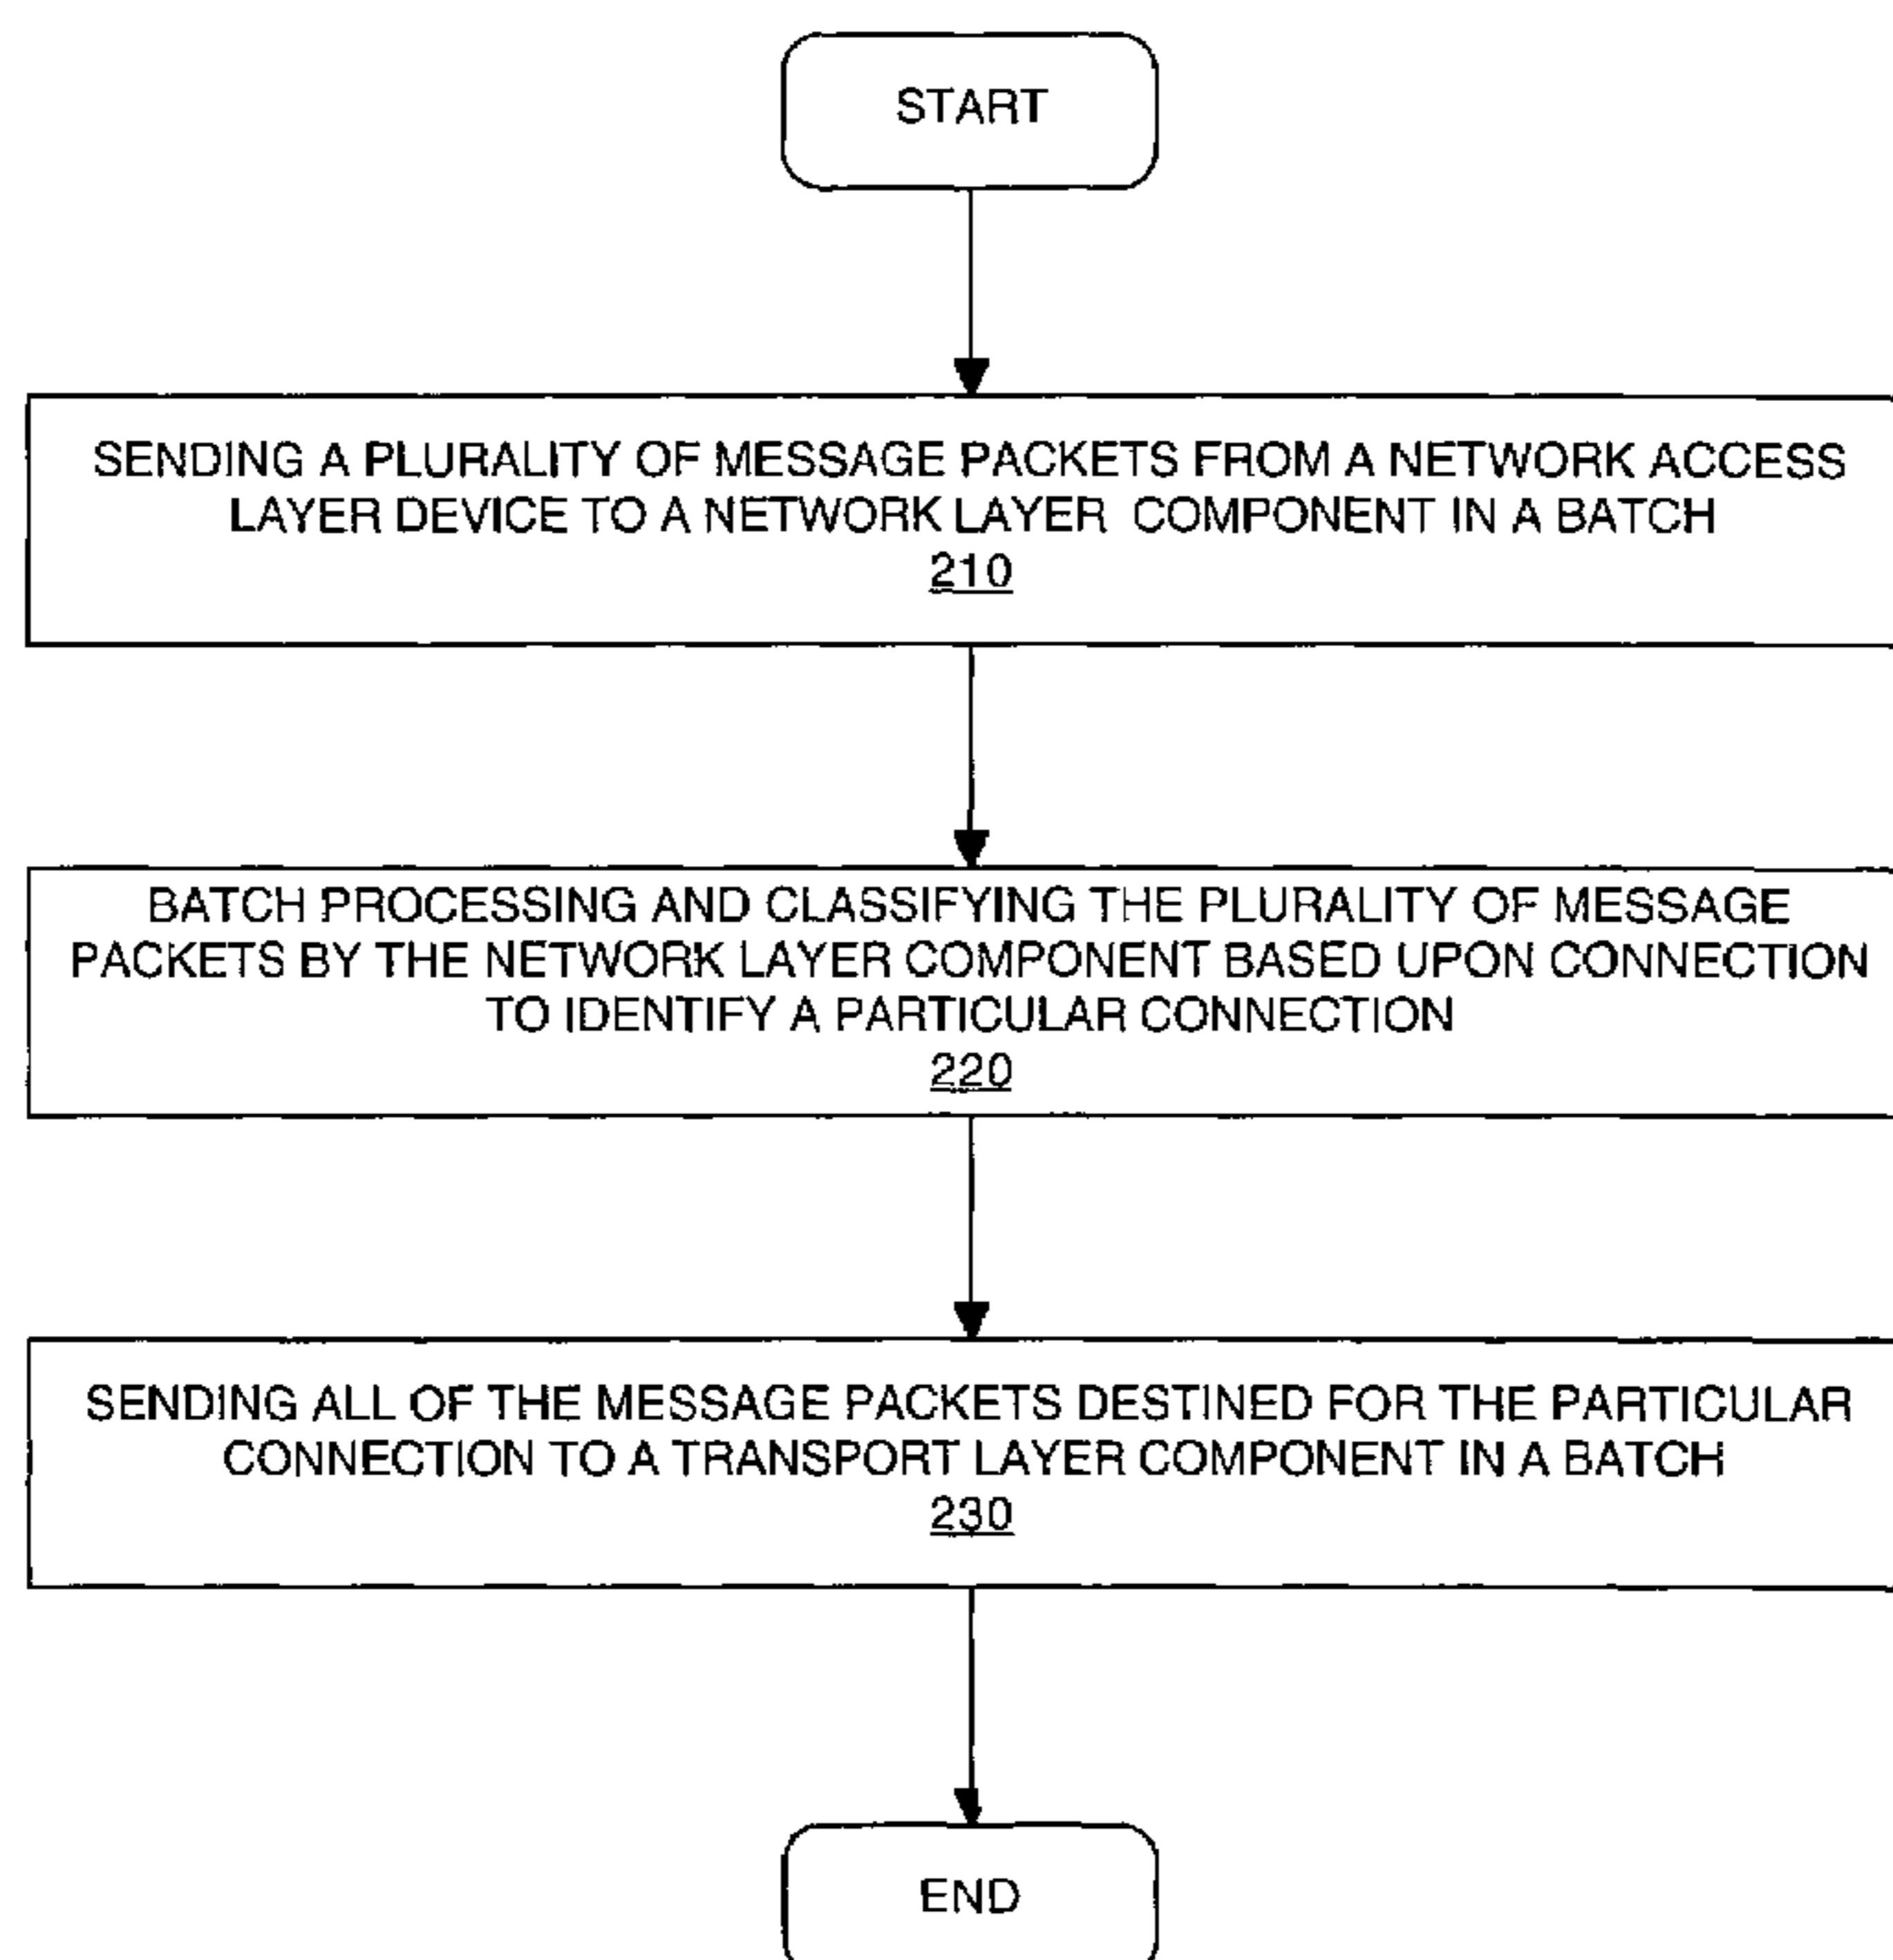 START
SENDING A PLURALITY OF MESSAGE PACKETS FROM A NETWORK ACCESS
LAYER DEVICE TO A NETWORK LAYER COMPONENT IN A BATCH
210
BATCH PROCESSING AND CLASSIFYING THE PLURALITY OF MESSAGE
PACKETS BY THE NETWORK LAYER COMPONENT BASED UPON CONNECTION
TO IDENTIFY A PARTICULAR CONNECTION
220
SENDING ALL OF THE MESSAGE PACKETS DESTINED FOR THE PARTICULAR
CONNECTION TO A TRANSPORT LAYER COMPONENT IN A BATCH
230
END